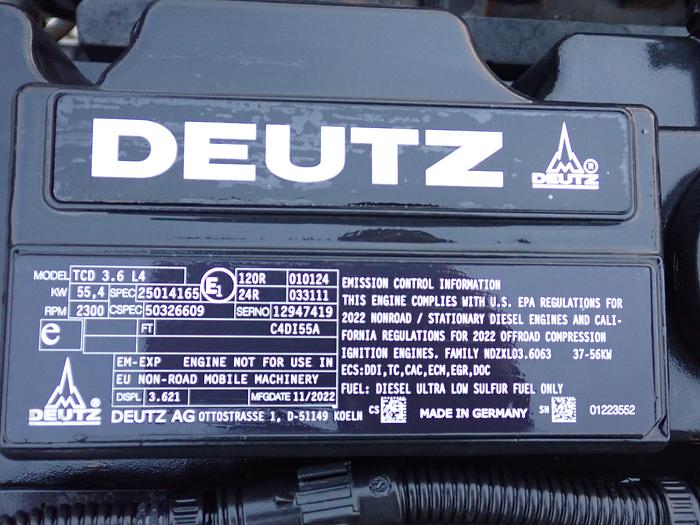 DEUTZ
DEUTZ ®
MODEL TCD 3.6 L4
KW 55,4 SPEC 25014165
RPM 2300 CSPEC 50326609
E1 120R 010124
24R 033111
SERNO 12947419
e FT C4DI55A
EM-EXP ENGINE NOT FOR USE IN
EU NON-ROAD MOBILE MACHINERY
DISPL 3.621 MFGDATE 11/2022
EMISSION CONTROL INFORMATION
THIS ENGINE COMPLIES WITH U.S. EPA REGULATIONS FOR
2022 NONROAD / STATIONARY DIESEL ENGINES AND CALI-
FORNIA REGULATIONS FOR 2022 OFFROAD COMPRESSION
IGNITION ENGINES. FAMILY NDZXL03.6063 37-56KW
ECS:DDI,TC,CAC,ECM,EGR,DOC
FUEL: DIESEL ULTRA LOW SULFUR FUEL ONLY
DEUTZ ®
DEUTZ AG OTTOSTRASSE 1, D-51149 KOELN CS MADE IN GERMANY SN 01223552